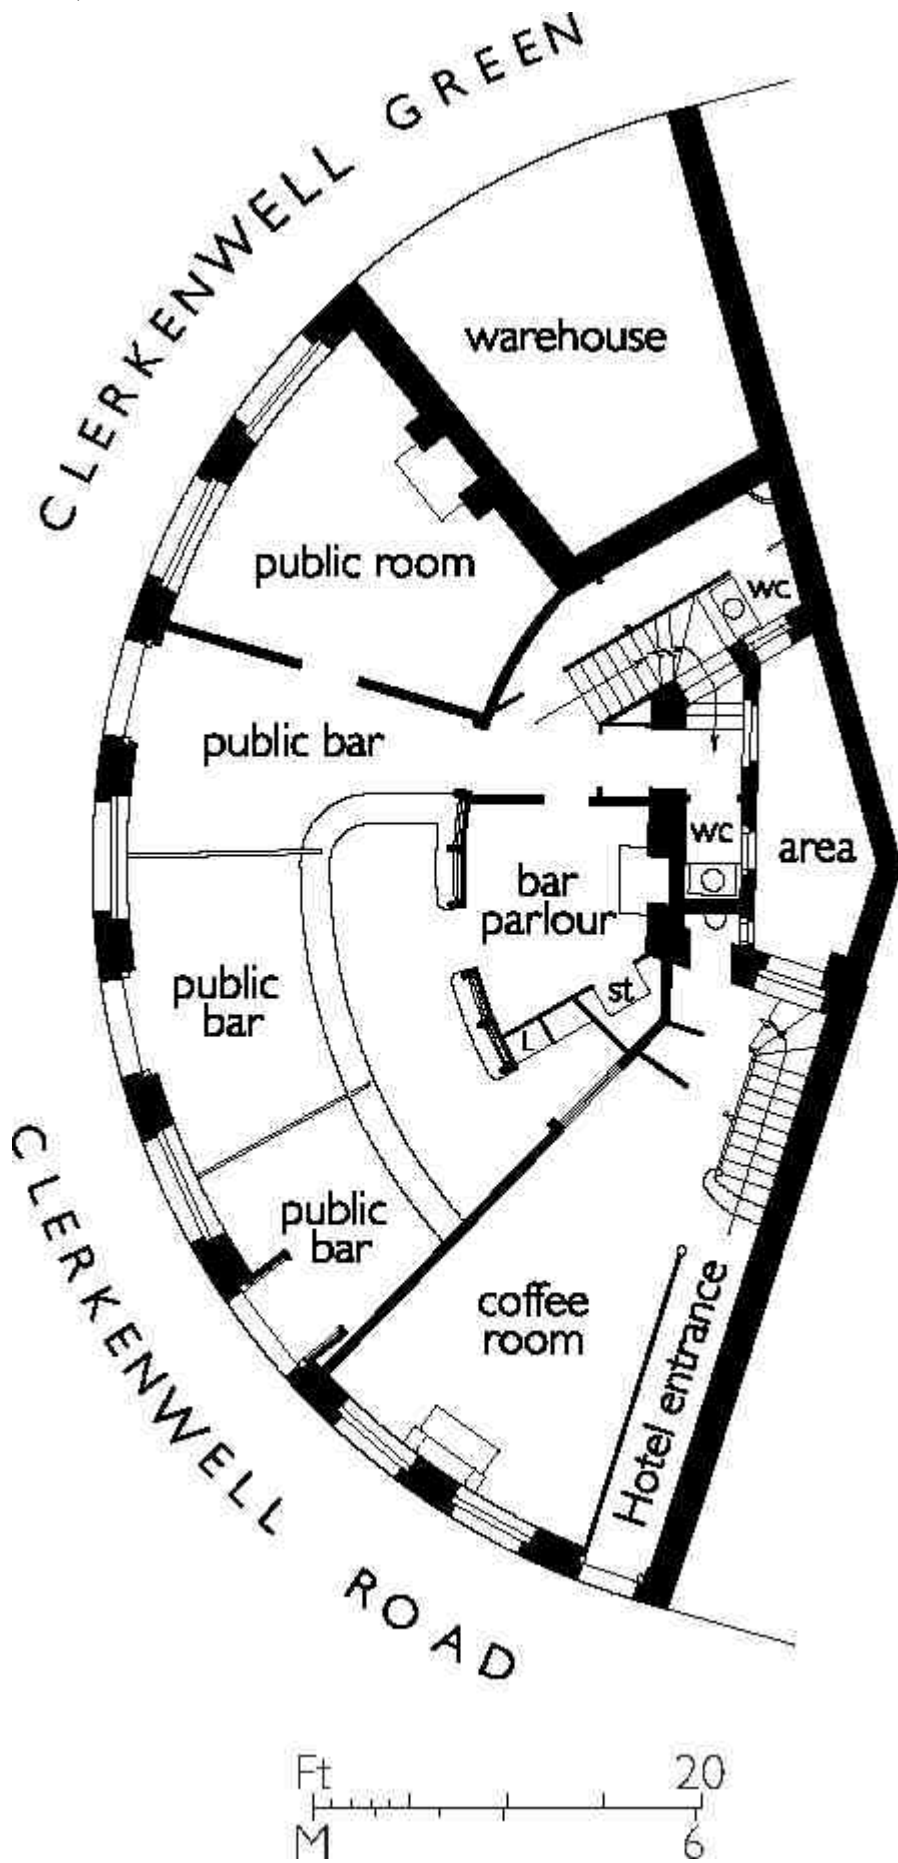 CLERKENWELL GREEN
warehouse
public room
wc
public bar
wc
area
bar
parlour
public
bar
st
L
public
bar
coffee
room
Hotel entrance
CLERKENWELL ROAD
Ft 20
M 6